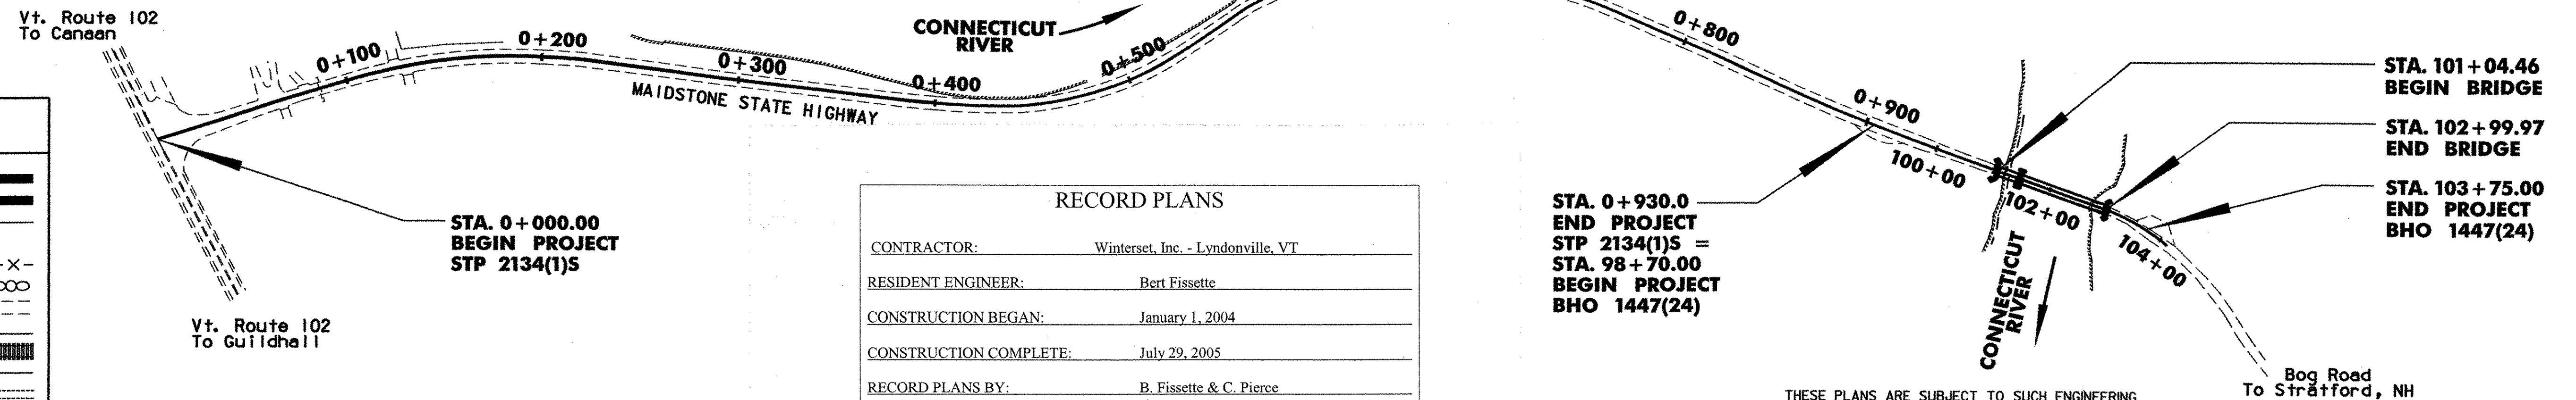 Vt. Route 102
To Canaan
0+100
0+200
0+300
0+400
0+500
MAIDSTONE STATE HIGHWAY
CONNECTICUT
RIVER
STA. 0+000.00
BEGIN PROJECT
STP 2134(1)S
Vt. Route 102
To Guildhall
RECORD PLANS
CONTRACTOR: Winterset, Inc. - Lyndonville, VT
RESIDENT ENGINEER: Bert Fissette
CONSTRUCTION BEGAN: January 1, 2004
CONSTRUCTION COMPLETE: July 29, 2005
RECORD PLANS BY: B. Fissette & C. Pierce
0+800
0+900
100+00
102+00
104+00
STA. 0+930.0
END PROJECT
STP 2134(1)S =
STA. 98+70.00
BEGIN PROJECT
BHO 1447(24)
STA. 101+04.46
BEGIN BRIDGE
STA. 102+99.97
END BRIDGE
STA. 103+75.00
END PROJECT
BHO 1447(24)
CONNECTICUT
RIVER
Bog Road
To Stratford, NH
THESE PLANS ARE SUBJECT TO SUCH ENGINEERING